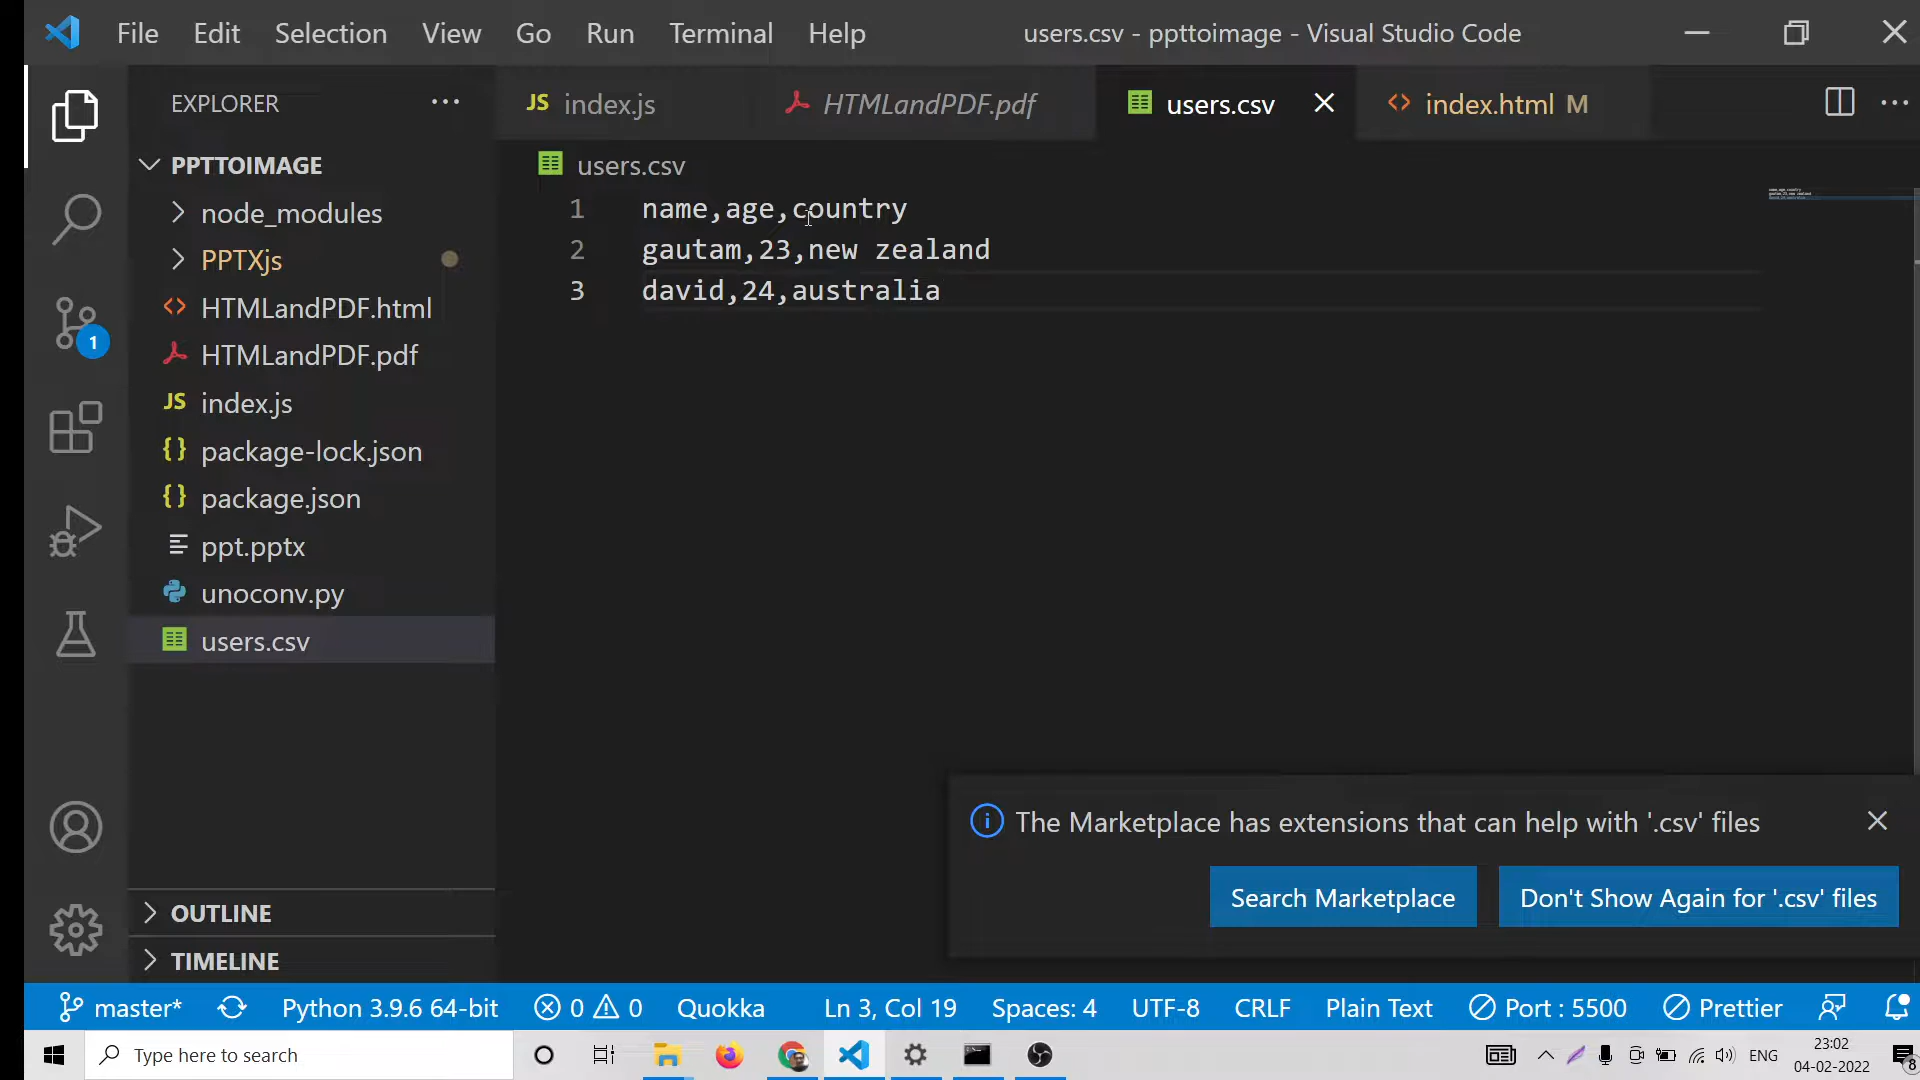 File Edit Selection View Go Run Terminal Help users.csv - ppttoimage - Visual Studio Code
EXPLORER ...
JS index.js HTMLandPDF.pdf users.csv index.html M ...
PPTTOIMAGE
node_modules
PPTXjs
HTMLandPDF.html
HTMLandPDF.pdf
JS index.js
{} package-lock.json
{} package.json
ppt.pptx
unoconv.py
users.csv
OUTLINE
TIMELINE
1
users.csv
1 name,age,country
2 gautam,23,new zealand
3 david,24,australia
The Marketplace has extensions that can help with '.csv' files
Search Marketplace Don't Show Again for '.csv' files
master* Python 3.9.6 64-bit 0 0 Quokka Ln 3, Col 19 Spaces: 4 UTF-8 CRLF Plain Text Port : 5500 Prettier
Type here to search
ENG
23:02
04-02-2022
8